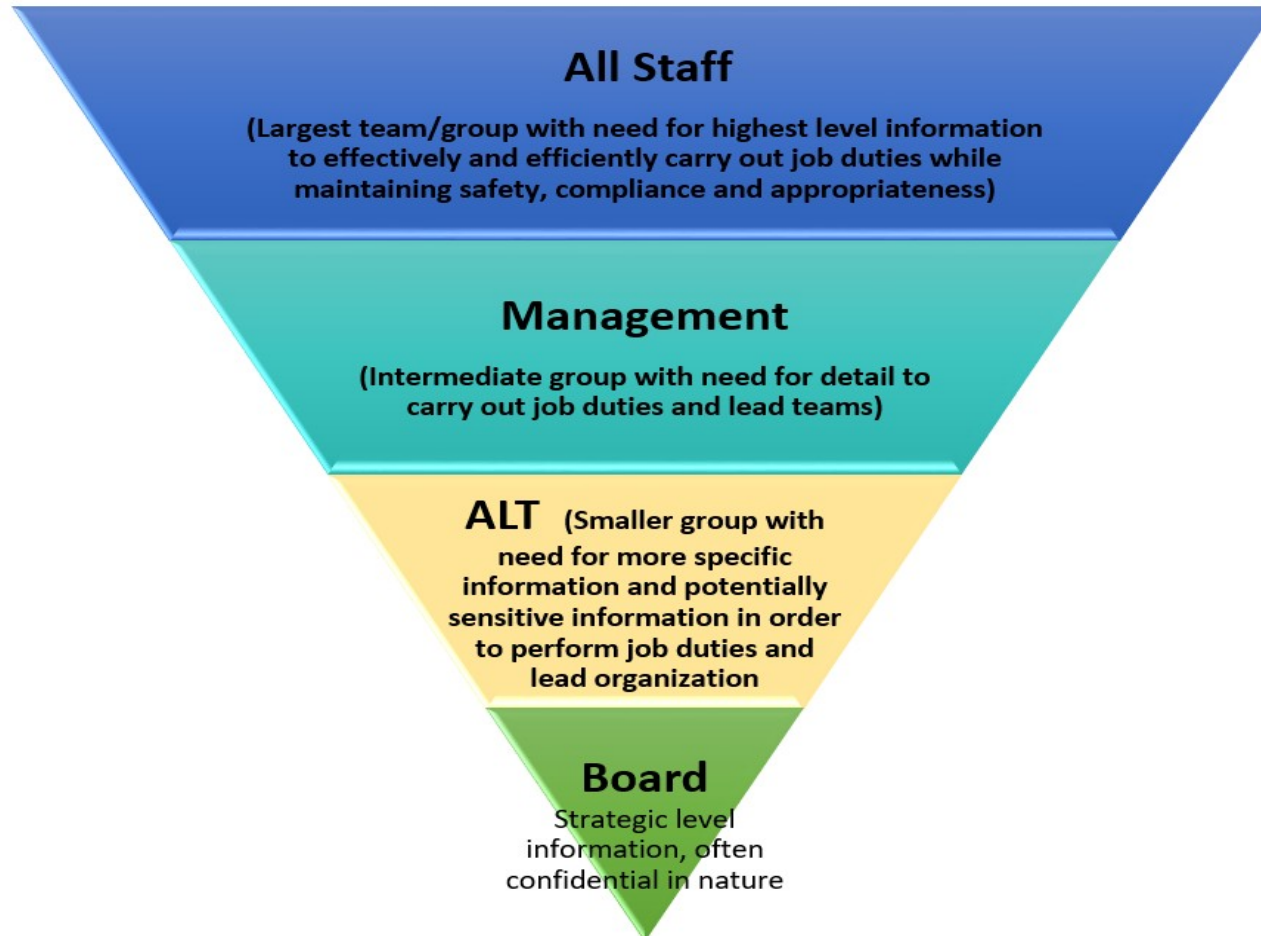 All Staff
(Largest team/group with need for highest level information
to effectively and efficiently carry out job duties while
maintaining safety, compliance and appropriateness)
Management
(Intermediate group with need for detail to
carry out job duties and lead teams)
ALT (Smaller group with
need for more specific
information and potentially
sensitive information in order
to perform job duties and
lead organization
Board
Strategic level
information, often
confidential in nature